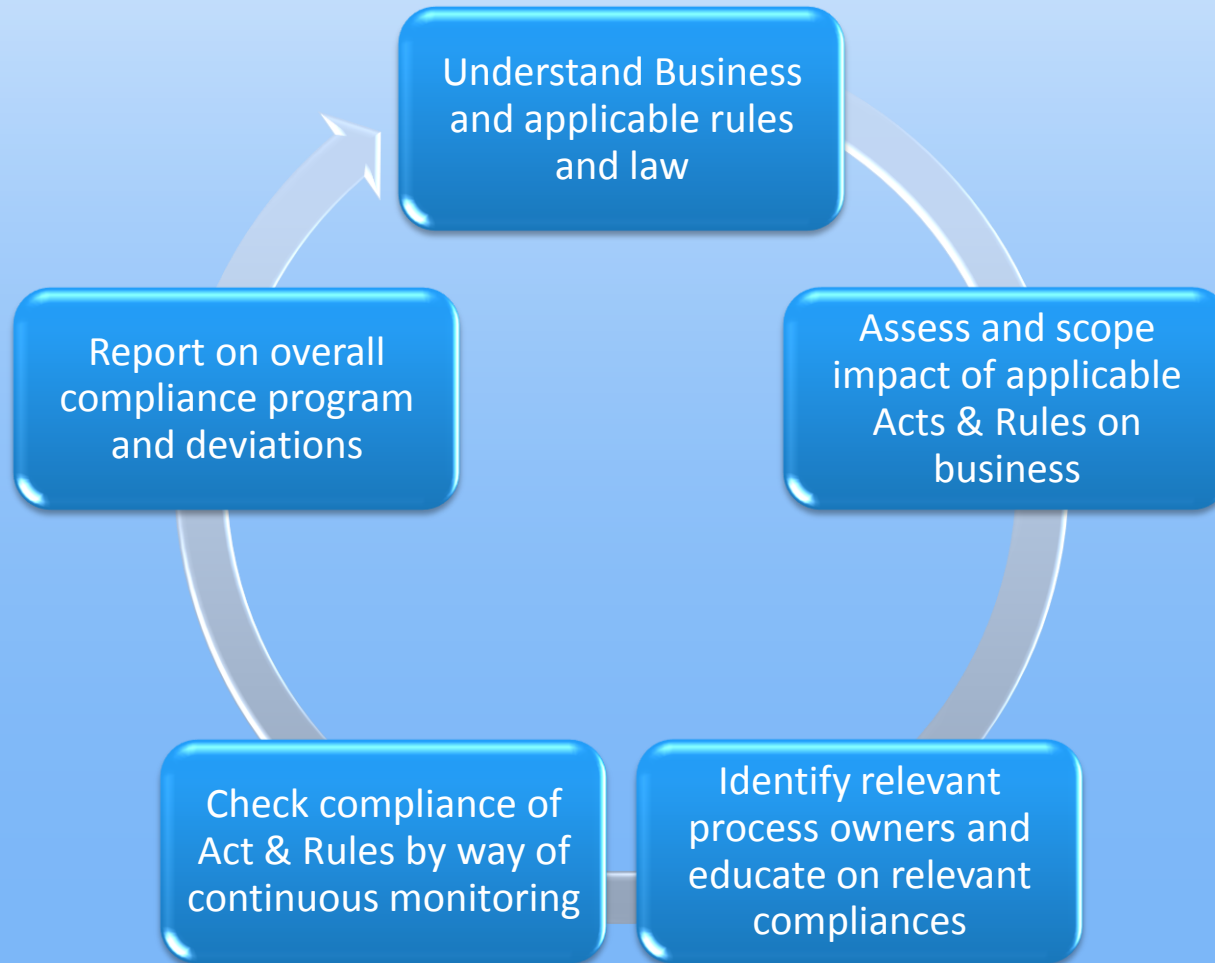 Understand Business
and applicable rules
and law
Assess and scope
impact of applicable
Acts & Rules on
business
Identify relevant
process owners and
educate on relevant
compliances
Check compliance of
Act & Rules by way of
continuous monitoring
Report on overall
compliance program
and deviations